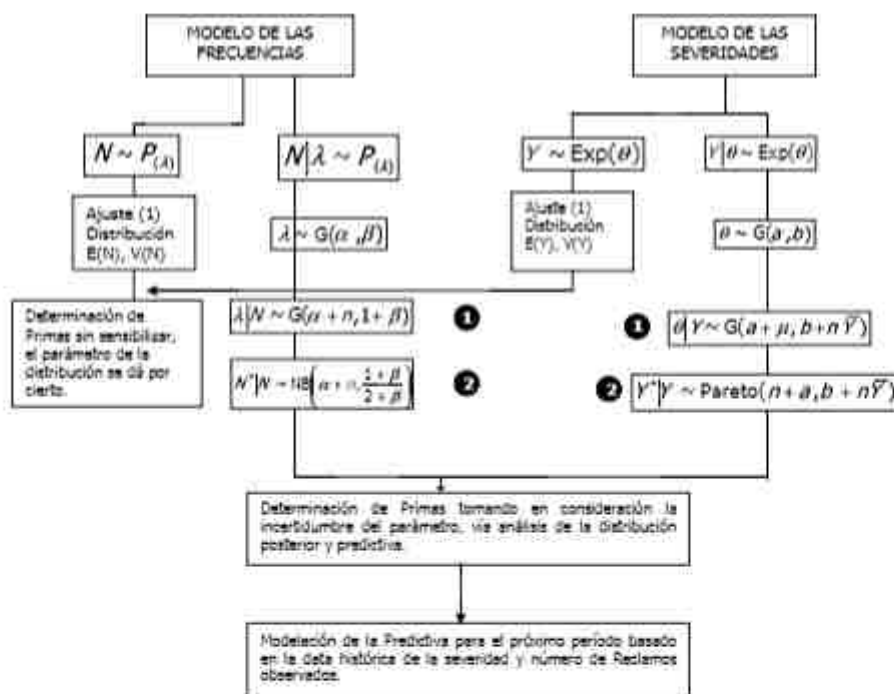 MODELO DE LAS
FRECUENCIAS
MODELO DE LAS
SEVERIDADES
N ~ P(λ)
N|λ ~ P(λ)
Y ~ Exp(θ)
Y|θ ~ Exp(θ)
Ajuste (1)
Distribución
E(N), V(N)
λ ~ G(α,β)
Ajuste (1)
Distribución
E(Y), V(Y)
θ ~ G(a,b)
Determinación de
Primas sin sensibilizar,
el parámetro de la
distribución se dá por
cierto.
λ|N ~ G(α + n, 1 + β)
1
1
θ|Y ~ G(a + μ, b + n Y̅)
N*|N ~ NB(α + n, (1 + β)/(2 + β))
2
2
Y*|Y ~ Pareto(n + a, b + n Y̅)
Determinación de Primas tomando en consideración la
incertidumbre del parámetro, vía análisis de la distribución
posterior y predictiva.
Modelación de la Predictiva para el próximo período basado
en la data histórica de la severidad y número de Reclamos
observados.